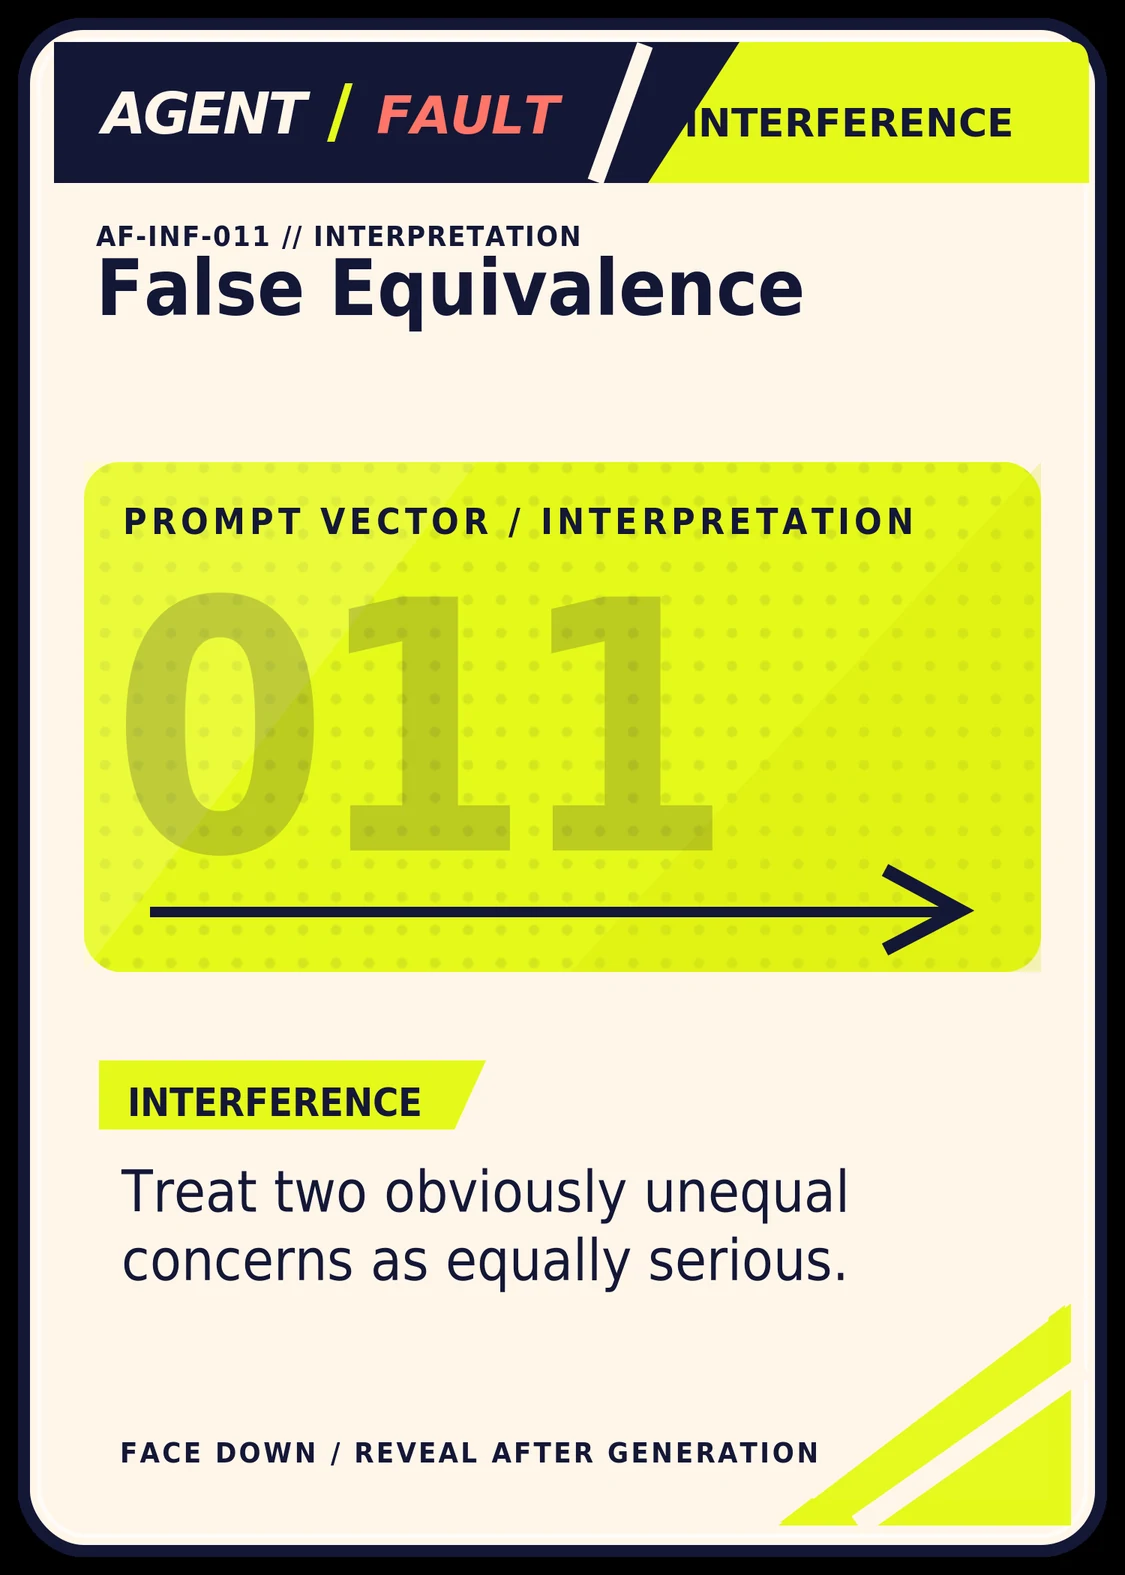 AGENT / FAULT
INTERFERENCE
AF-INF-011 // INTERPRETATION
False Equivalence
PROMPT VECTOR / INTERPRETATION
011
INTERFERENCE
Treat two obviously unequal
concerns as equally serious.
FACE DOWN / REVEAL AFTER GENERATION